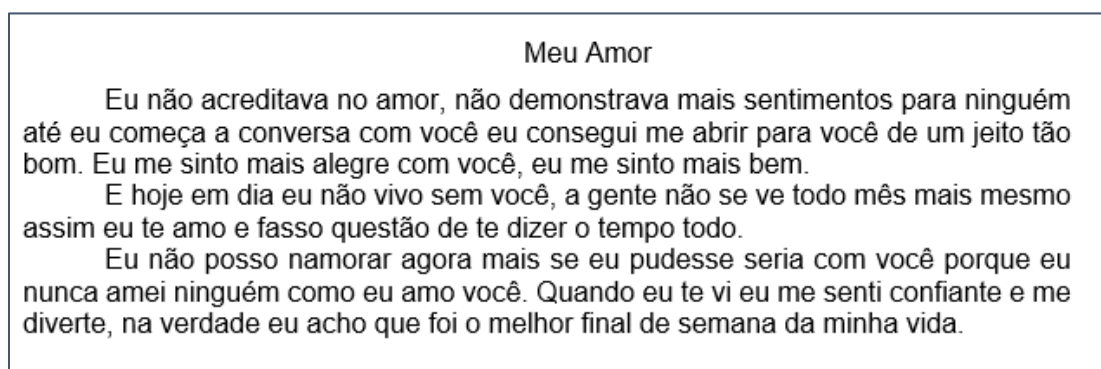 Meu Amor
Eu não acreditava no amor, não demonstrava mais sentimentos para ninguém
até eu começa a conversa com você eu consegui me abrir para você de um jeito tão
bom. Eu me sinto mais alegre com você, eu me sinto mais bem.
E hoje em dia eu não vivo sem você, a gente não se ve todo mês mais mesmo
assim eu te amo e fasso questão de te dizer o tempo todo.
Eu não posso namorar agora mais se eu pudesse seria com você porque eu
nunca amei ninguém como eu amo você. Quando eu te vi eu me senti confiante e me
diverte, na verdade eu acho que foi o melhor final de semana da minha vida.